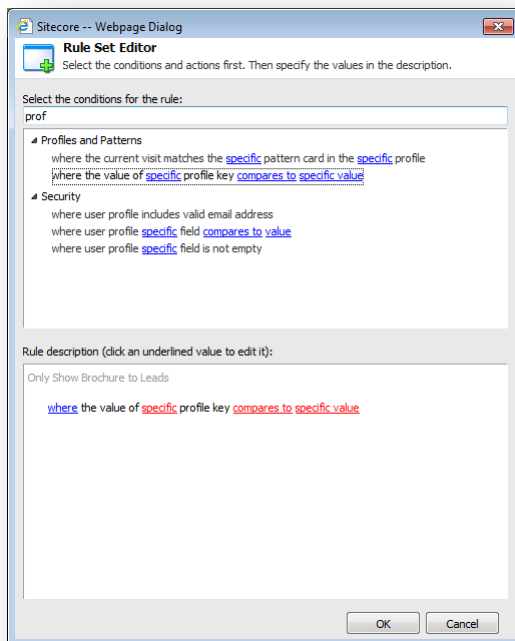 Sitecore -- Webpage Dialog
Rule Set Editor
Select the conditions and actions first. Then specify the values in the description.
Select the conditions for the rule:
prof
Profiles and Patterns
where the current visit matches the specific pattern card in the specific profile
where the value of specific profile key compares to specific value
Security
where user profile includes valid email address
where user profile specific field compares to value
where user profile specific field is not empty
Rule description (click an underlined value to edit it):
Only Show Brochure to Leads
where the value of specific profile key compares to specific value
OK Cancel